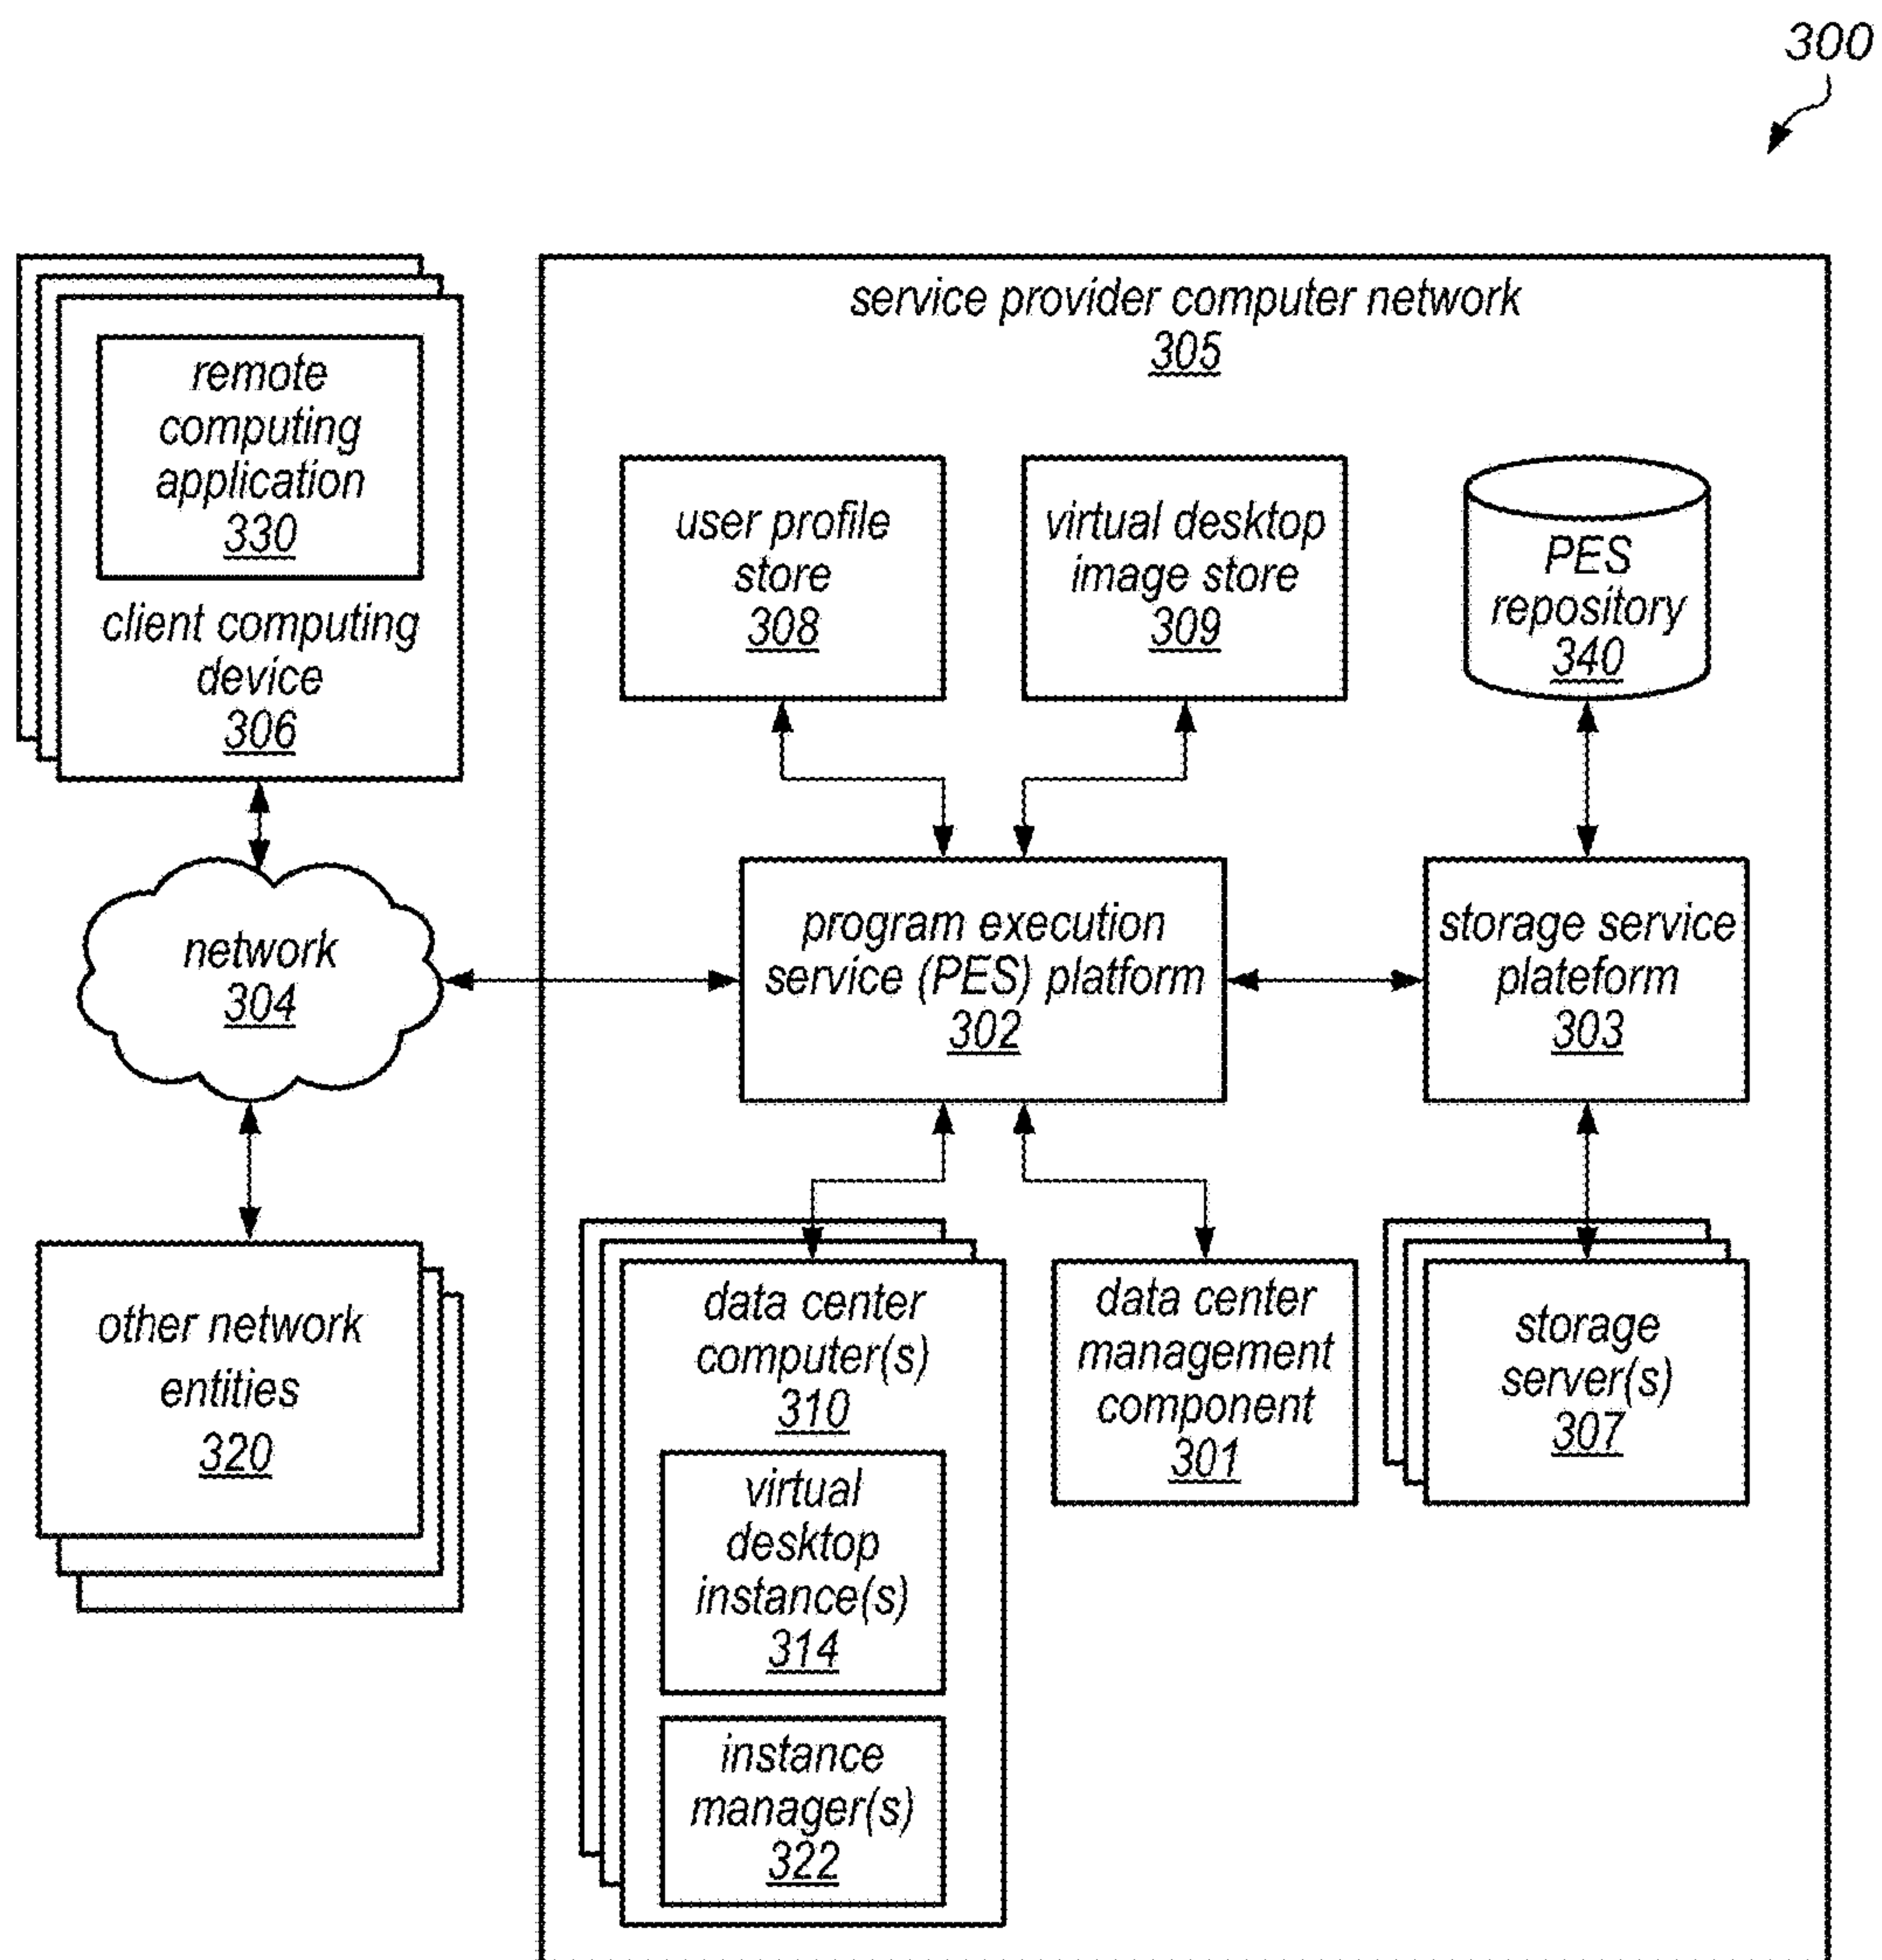 300
service provider computer network
305
remote
computing
application
330
client computing
device
306
user profile
store
308
virtual desktop
image store
309
PES
repository
340
network
304
program execution
service (PES) platform
302
storage service
plateform
303
other network
entities
320
data center
computer(s)
310
virtual
desktop
instance(s)
314
instance
manager(s)
322
data center
management
component
301
storage
server(s)
307